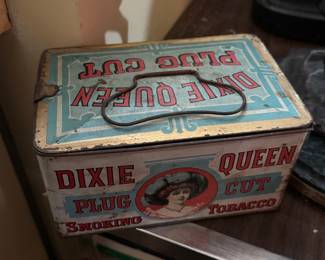 PLUG CUT
DIXIE QUEEN
DIXIE QUEEN
PLUG CUT
SMOKING TOBACCO